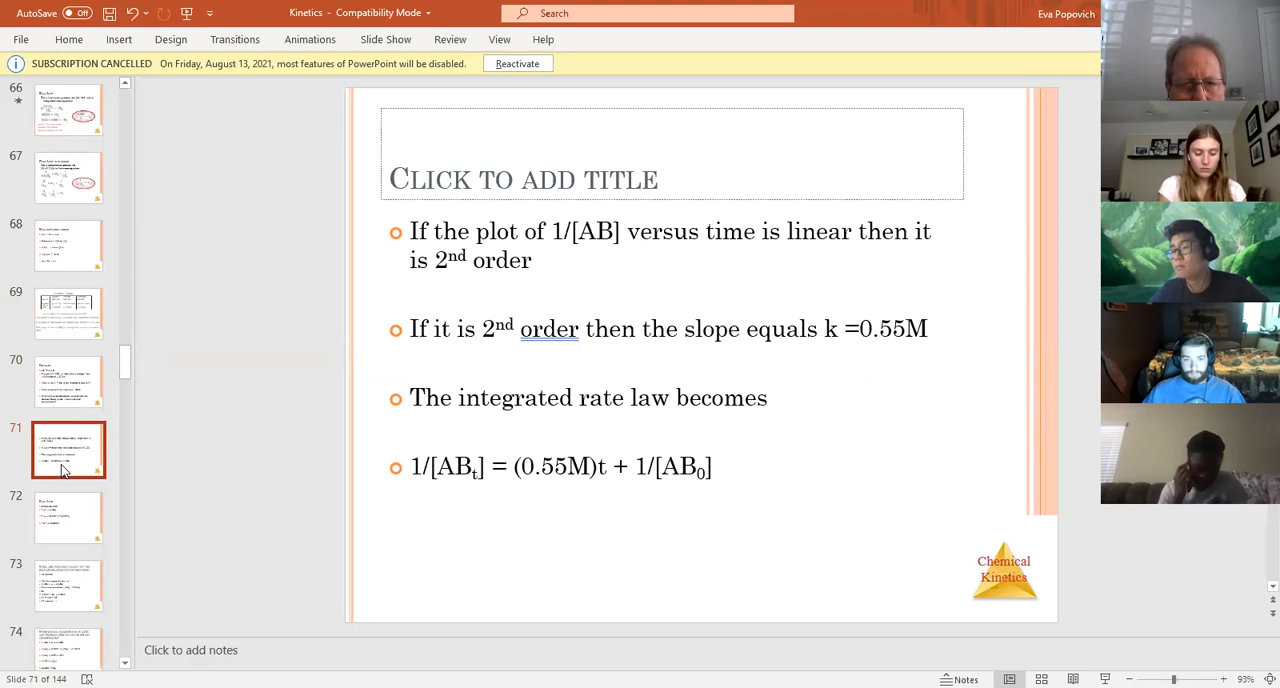 AutoSave Off
Kinetics - Compatibility Mode
Search
Eva Popovich
File Home Insert Design Transitions Animations Slide Show Review View Help
SUBSCRIPTION CANCELLED On Friday, August 13, 2021, most features of PowerPoint will be disabled. Reactivate
66
67
68
69
70
71
72
73
74
CLICK TO ADD TITLE
If the plot of 1/[AB] versus time is linear then it
is 2nd order
If it is 2nd order then the slope equals k =0.55M
The integrated rate law becomes
1/[ABt] = (0.55M)t + 1/[AB0]
Chemical
Kinetics
Click to add notes
Slide 71 of 144
Notes
93%